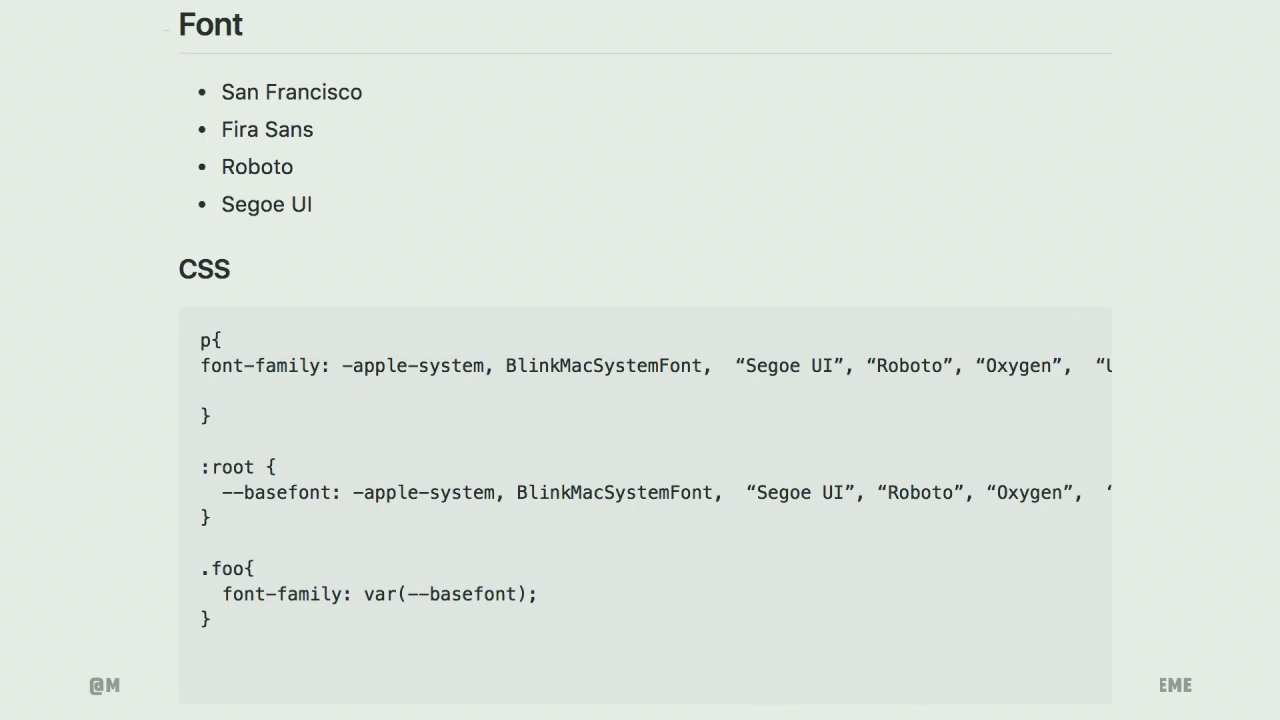 Font
• San Francisco
• Fira Sans
• Roboto
• Segoe UI
CSS
p{
font-family: -apple-system, BlinkMacSystemFont,  “Segoe UI”, “Roboto”, “Oxygen”,  “U
}
:root {
  --basefont: -apple-system, BlinkMacSystemFont,  “Segoe UI”, “Roboto”, “Oxygen”,  “
}
.foo{
  font-family: var(--basefont);
}
@M
EME